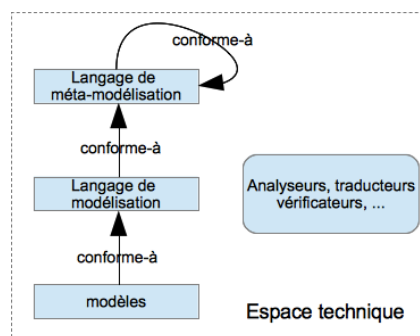 conforme-à
Langage de
méta-modélisation
conforme-à
Langage de
modélisation
Analyseurs, traducteurs
vérificateurs, ...
conforme-à
modèles
Espace technique